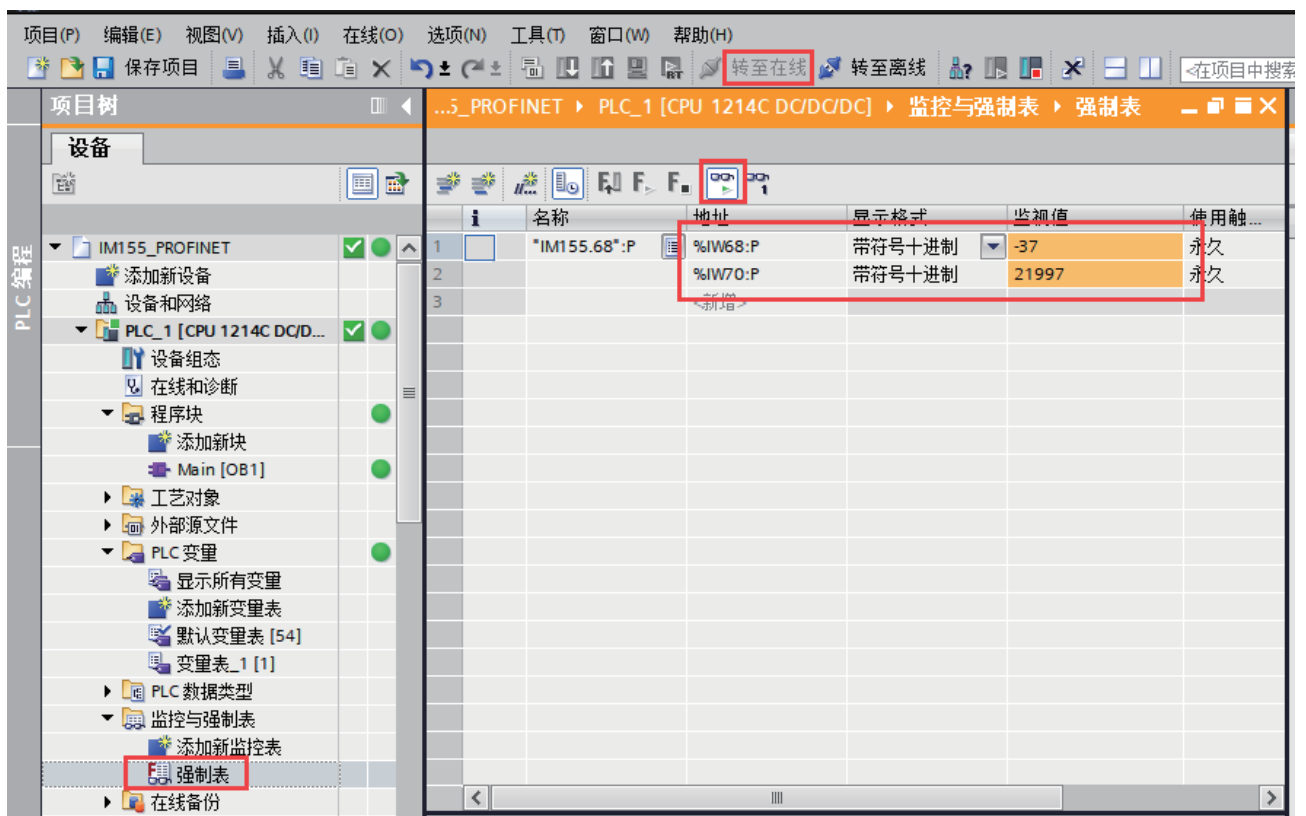 项目(P) 编辑(E) 视图(V) 插入(I) 在线(O) 选项(N) 工具(T) 窗口(W) 帮助(H)
保存项目 RT 转至在线 转至离线 <在项目中搜索
项目树
...5_PROFINET PLC_1 [CPU 1214C DC/DC/DC] 监控与强制表 强制表
设备
i 名称 地址 显示格式 监视值 使用触...
1 "IM155.68":P %IW68:P 带符号十进制 -37 永久
2 %IW70:P 带符号十进制 21997 永久
3 <新增>
PLC 编程
IM155_PROFINET
添加新设备
设备和网络
PLC_1 [CPU 1214C DC/D...
设备组态
在线和诊断
程序块
添加新块
Main [OB1]
工艺对象
外部源文件
PLC 变量
显示所有变量
添加新变量表
默认变量表 [54]
变量表_1 [1]
PLC 数据类型
监控与强制表
添加新监控表
强制表
在线备份